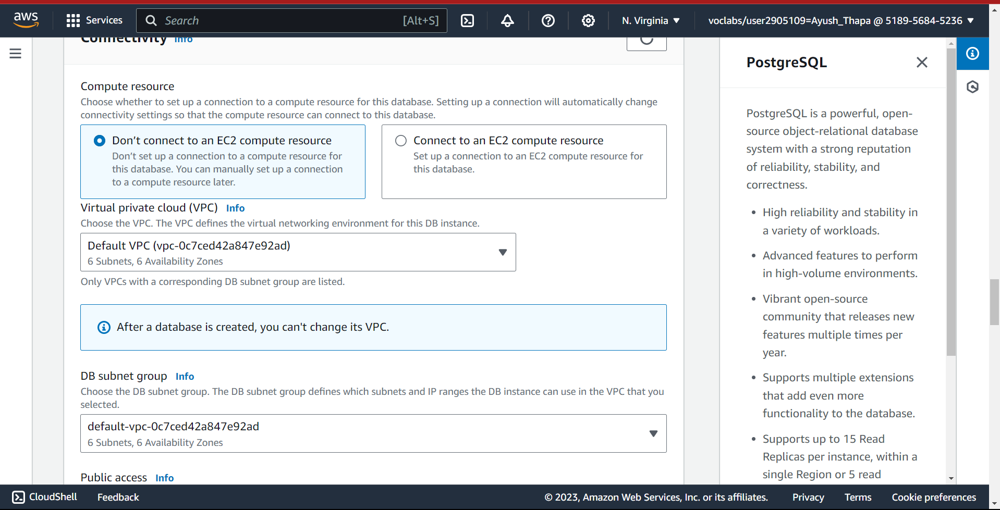 aws
Services
Search
[Alt+S]
N. Virginia
voclabs/user2905109=Ayush_Thapa @ 5189-5684-5236
Connectivity Info
Compute resource
Choose whether to set up a connection to a compute resource for this database. Setting up a connection will automatically change
connectivity settings so that the compute resource can connect to this database.
Don’t connect to an EC2 compute resource
Don’t set up a connection to a compute resource for
this database. You can manually set up a connection
to a compute resource later.
Connect to an EC2 compute resource
Set up a connection to an EC2 compute resource for
this database.
Virtual private cloud (VPC) Info
Choose the VPC. The VPC defines the virtual networking environment for this DB instance.
Default VPC (vpc-0c7ced42a847e92ad)
6 Subnets, 6 Availability Zones
Only VPCs with a corresponding DB subnet group are listed.
After a database is created, you can't change its VPC.
DB subnet group Info
Choose the DB subnet group. The DB subnet group defines which subnets and IP ranges the DB instance can use in the VPC that you
selected.
default-vpc-0c7ced42a847e92ad
6 Subnets, 6 Availability Zones
Public access Info
PostgreSQL
PostgreSQL is a powerful, open-
source object-relational database
system with a strong reputation
of reliability, stability, and
correctness.
• High reliability and stability in
a variety of workloads.
• Advanced features to perform
in high-volume environments.
• Vibrant open-source
community that releases new
features multiple times per
year.
• Supports multiple extensions
that add even more
functionality to the database.
• Supports up to 15 Read
Replicas per instance, within a
single Region or 5 read
CloudShell
Feedback
© 2023, Amazon Web Services, Inc. or its affiliates.
Privacy
Terms
Cookie preferences